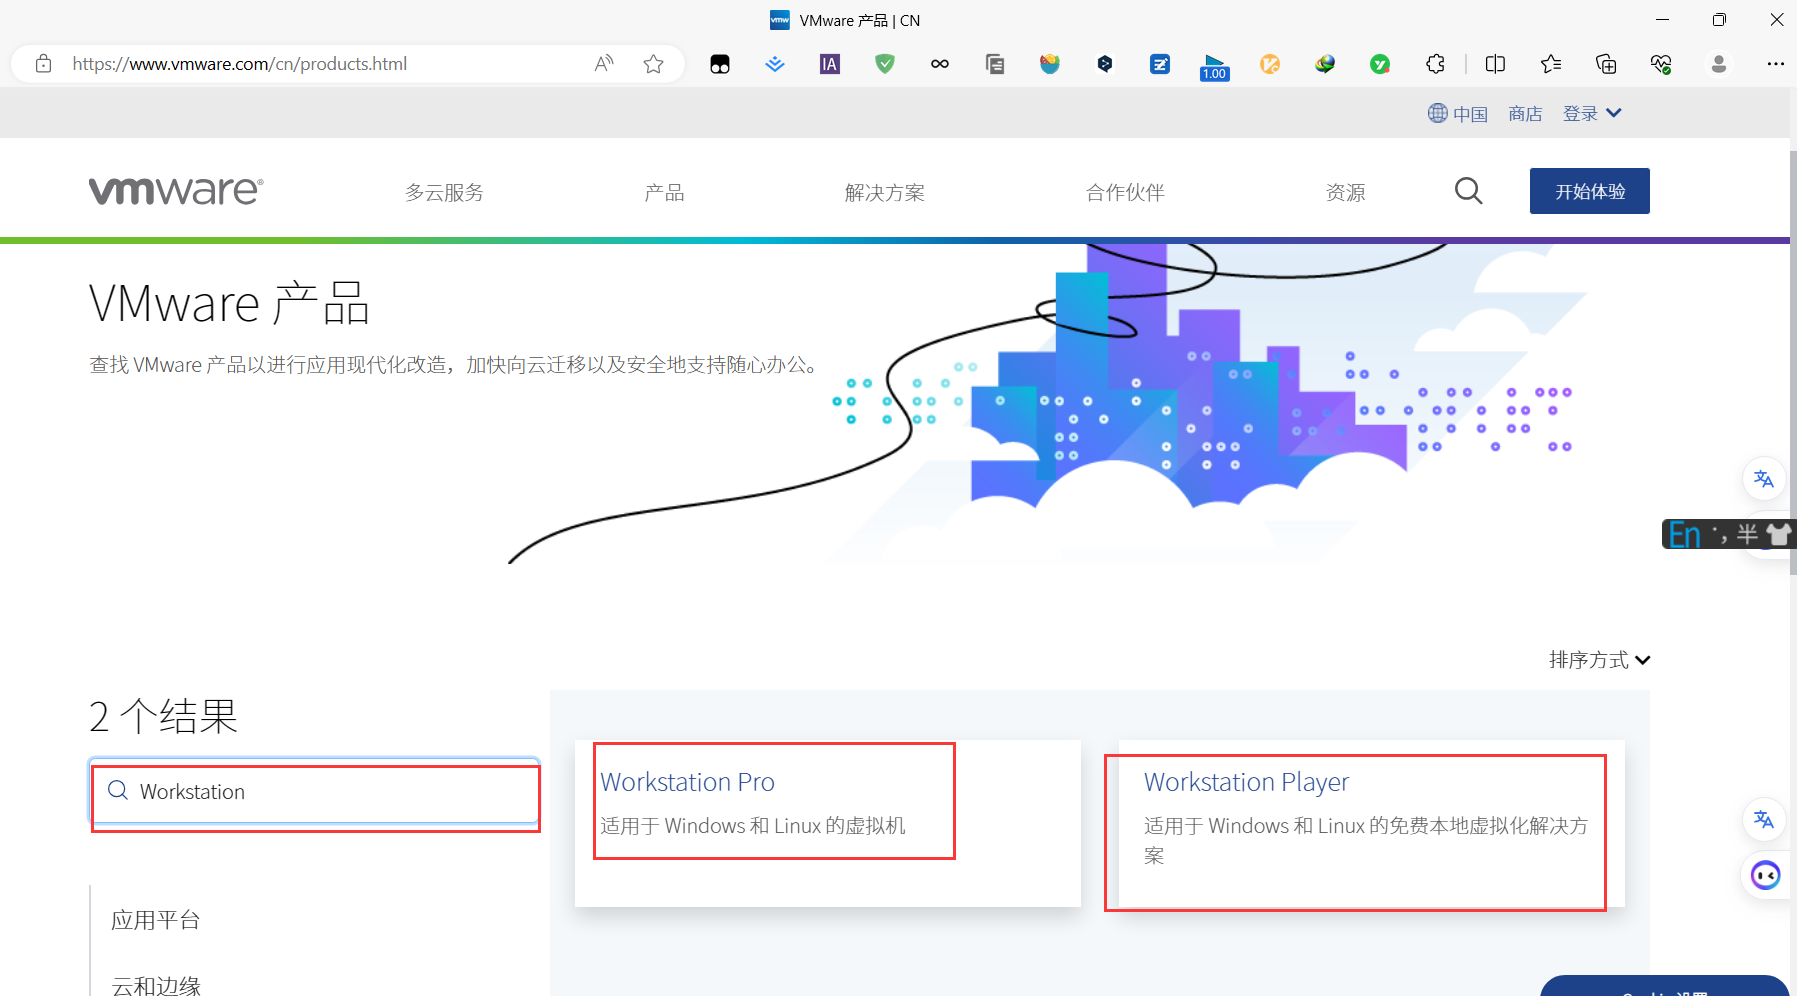 VMware 产品 | CN
https://www.vmware.com/cn/products.html
IA
1.00
中国 商店 登录
vmware®
多云服务 产品 解决方案 合作伙伴 资源
开始体验
VMware 产品
查找 VMware 产品以进行应用现代化改造，加快向云迁移以及安全地支持随心办公。
En 半
排序方式
2 个结果
Workstation
Workstation Pro
适用于 Windows 和 Linux 的虚拟机
Workstation Player
适用于 Windows 和 Linux 的免费本地虚拟化解决方
案
应用平台
云和边缘